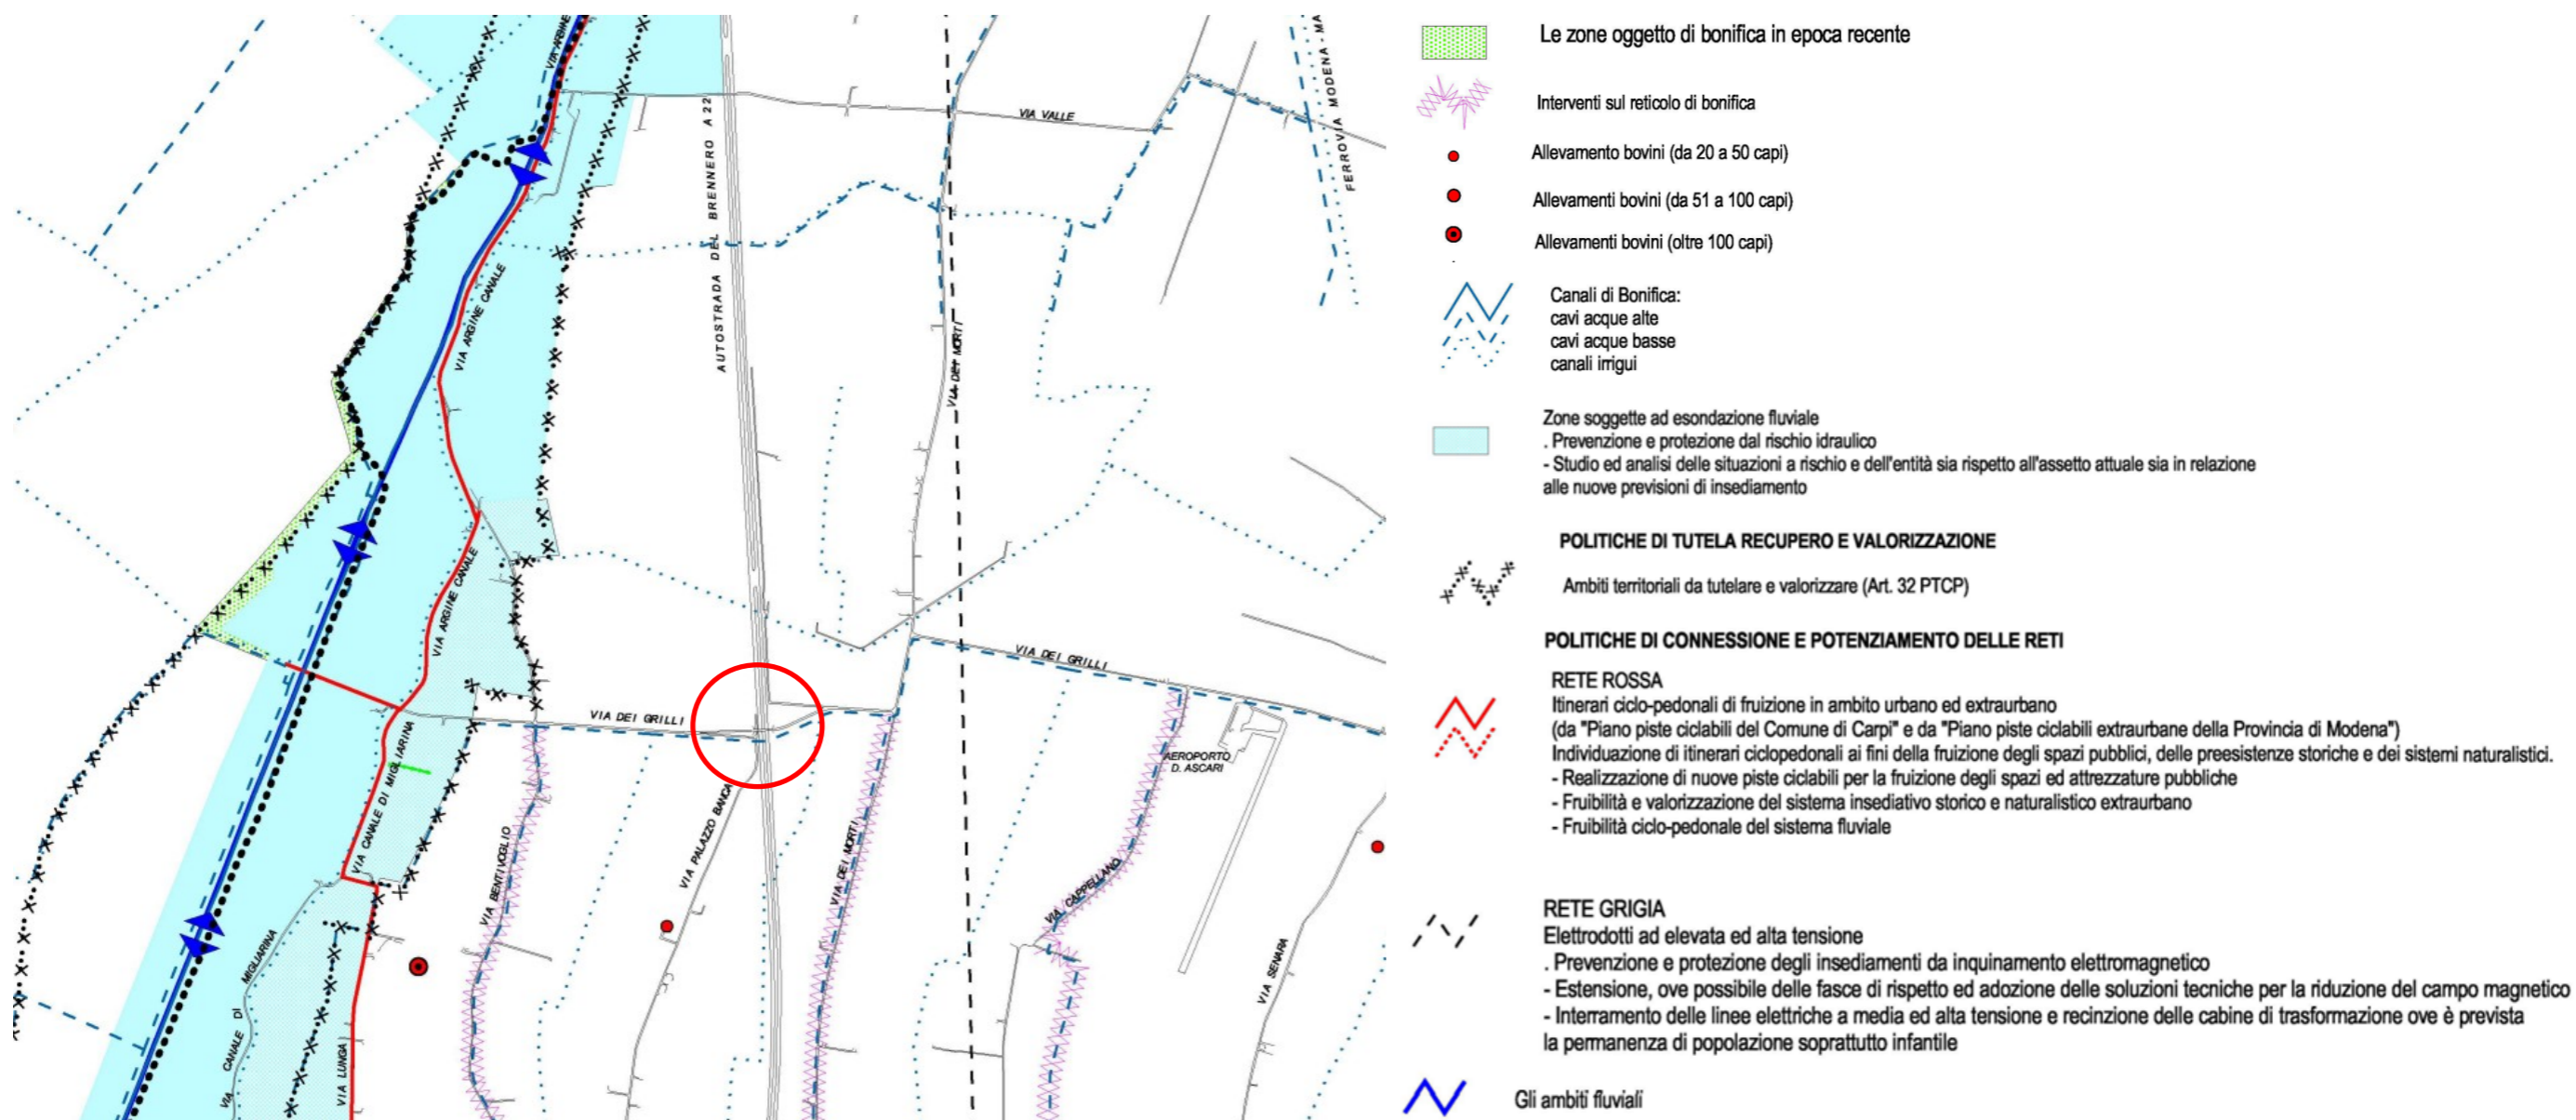 VIA ARGINE
AUTOSTRADA DEL BRENNERO A 22
VIA VALLE
FERROVIA MODENA - MA
VIA ARGINE CANALE
VIA DEI MORTI
VIA ARGINE CANALE
VIA DEI GRILLI
VIA DEI GRILLI
AEROPORTO
D. ASCARI
VIA CANALE DI MIGLIARINA
VIA PALAZZO BANCA
VIA BENTIVOGLIO
VIA DEI MORTI
VIA CAPPELLANO
VIA SENARA
VIA CANALE DI MIGLIARINA
VIA LUNGA
Le zone oggetto di bonifica in epoca recente
Interventi sul reticolo di bonifica
Allevamento bovini (da 20 a 50 capi)
Allevamenti bovini (da 51 a 100 capi)
Allevamenti bovini (oltre 100 capi)
Canali di Bonifica:
cavi acque alte
cavi acque basse
canali irrigui
Zone soggette ad esondazione fluviale
. Prevenzione e protezione dal rischio idraulico
- Studio ed analisi delle situazioni a rischio e dell'entità sia rispetto all'assetto attuale sia in relazione
alle nuove previsioni di insediamento
POLITICHE DI TUTELA RECUPERO E VALORIZZAZIONE
Ambiti territoriali da tutelare e valorizzare (Art. 32 PTCP)
POLITICHE DI CONNESSIONE E POTENZIAMENTO DELLE RETI
RETE ROSSA
Itinerari ciclo-pedonali di fruizione in ambito urbano ed extraurbano
(da "Piano piste ciclabili del Comune di Carpi" e da "Piano piste ciclabili extraurbane della Provincia di Modena")
Individuazione di itinerari ciclopedonali ai fini della fruizione degli spazi pubblici, delle preesistenze storiche e dei sistemi naturalistici.
- Realizzazione di nuove piste ciclabili per la fruizione degli spazi ed attrezzature pubbliche
- Fruibilità e valorizzazione del sistema insediativo storico e naturalistico extraurbano
- Fruibilità ciclo-pedonale del sistema fluviale
RETE GRIGIA
Elettrodotti ad elevata ed alta tensione
. Prevenzione e protezione degli insediamenti da inquinamento elettromagnetico
- Estensione, ove possibile delle fasce di rispetto ed adozione delle soluzioni tecniche per la riduzione del campo magnetico
- Interramento delle linee elettriche a media ed alta tensione e recinzione delle cabine di trasformazione ove è prevista
la permanenza di popolazione soprattutto infantile
Gli ambiti fluviali